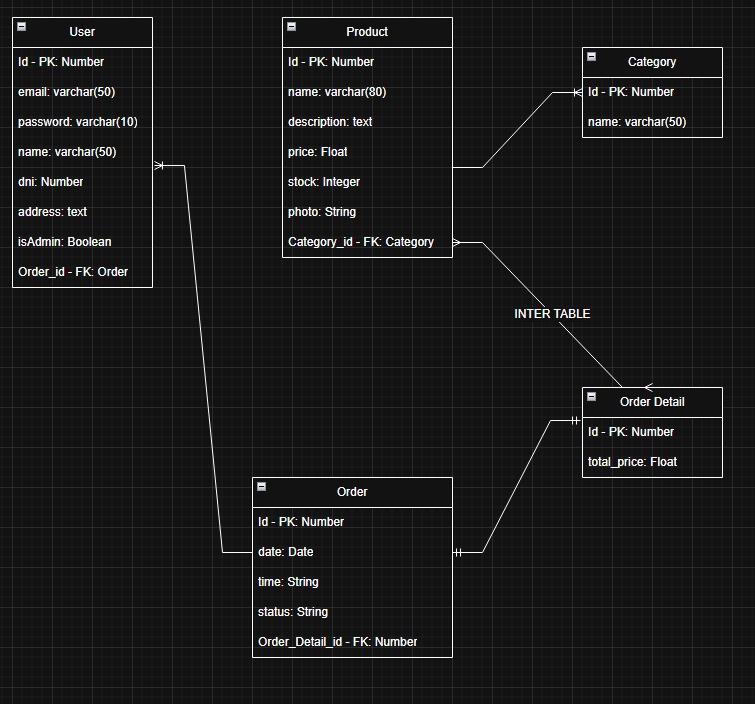 User
Id - PK: Number
email: varchar(50)
password: varchar(10)
name: varchar(50)
dni: Number
address: text
isAdmin: Boolean
Order_id - FK: Order
Product
Id - PK: Number
name: varchar(80)
description: text
price: Float
stock: Integer
photo: String
Category_id - FK: Category
Category
Id - PK: Number
name: varchar(50)
INTER TABLE
Order Detail
Id - PK: Number
total_price: Float
Order
Id - PK: Number
date: Date
time: String
status: String
Order_Detail_id - FK: Number